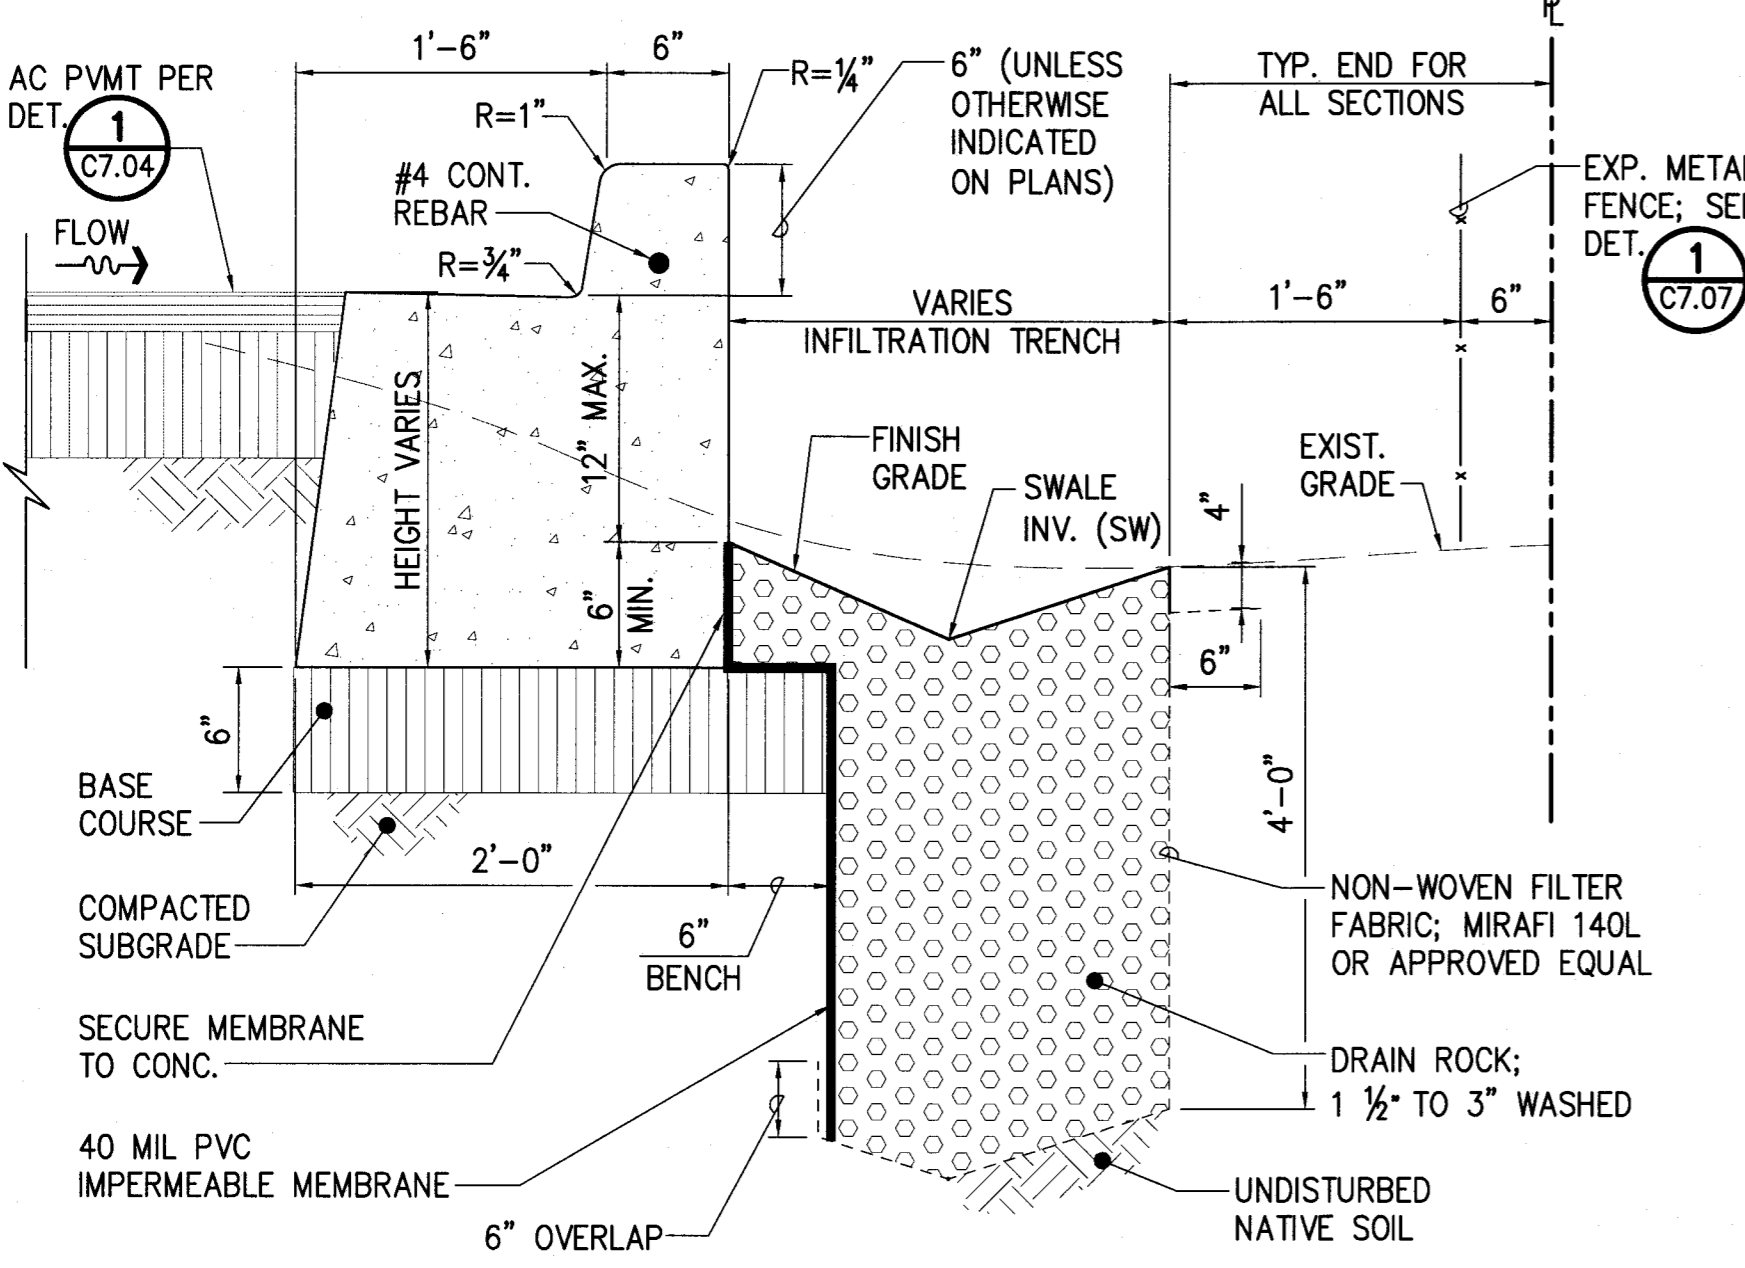 PL
1'-6"
6"
AC PVMT PER
DET.
1
C7.04
FLOW
R=1"
R=¼"
#4 CONT.
REBAR
R=¾"
6" (UNLESS
OTHERWISE
INDICATED
ON PLANS)
TYP. END FOR
ALL SECTIONS
EXP. METAL
FENCE; SEE
DET.
1
C7.07
VARIES
INFILTRATION TRENCH
1'-6"
6"
HEIGHT VARIES
12" MAX.
6"
MIN.
FINISH
GRADE
SWALE
INV. (SW)
EXIST.
GRADE
4"
6"
6"
BASE
COURSE
2'-0"
4'-0"
COMPACTED
SUBGRADE
6"
BENCH
NON-WOVEN FILTER
FABRIC; MIRAFI 140L
OR APPROVED EQUAL
SECURE MEMBRANE
TO CONC.
DRAIN ROCK;
1 ½" TO 3" WASHED
40 MIL PVC
IMPERMEABLE MEMBRANE
6" OVERLAP
UNDISTURBED
NATIVE SOIL